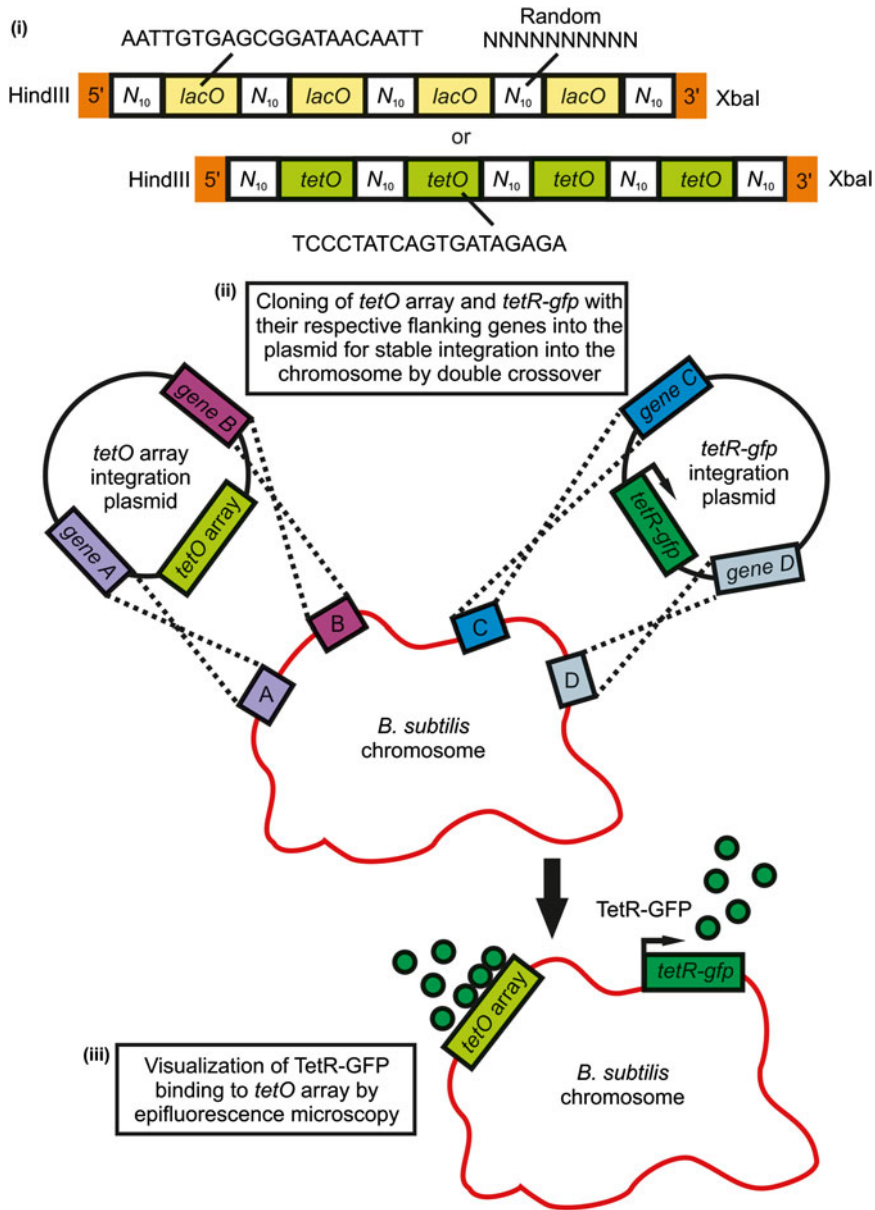 (i)
AATTGTGAGCGGATAACAATT
Random
NNNNNNNNNN
HindIII 5' N10 lacO N10 lacO N10 lacO N10 lacO N10 3' XbaI
or
HindIII 5' N10 tetO N10 tetO N10 tetO N10 tetO N10 3' XbaI
TCCCTATCAGTGATAGAGA
(ii)
Cloning of tetO array and tetR-gfp with
their respective flanking genes into the
plasmid for stable integration into the
chromosome by double crossover
gene B
tetO array
integration
plasmid
gene A
tetO array
gene C
tetR-gfp
integration
plasmid
tetR-gfp
gene D
A
B
C
D
B. subtilis
chromosome
TetR-GFP
tetR-gfp
tetO array
(iii)
Visualization of TetR-GFP
binding to tetO array by
epifluorescence microscopy
B. subtilis
chromosome